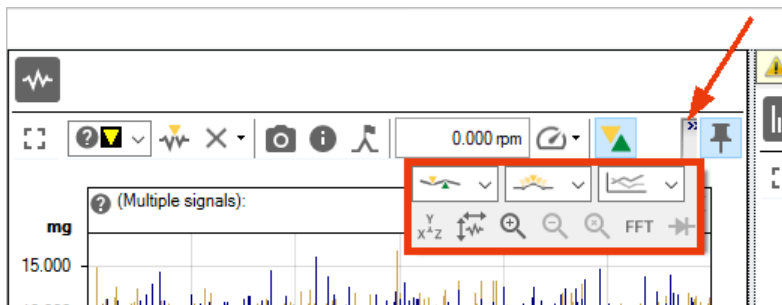 0.000 rpm
(Multiple signals):
mg
Y
X Z
FFT
15.000